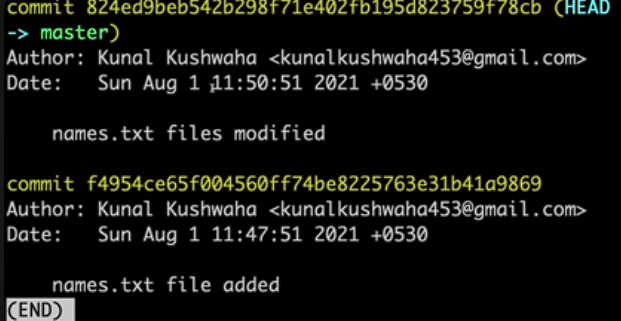 commit 824ed9beb542b298f71e402fb195d823759f78cb (HEAD
-> master)
Author: Kunal Kushwaha <kunalkushwaha453@gmail.com>
Date:   Sun Aug 1 11:50:51 2021 +0530
    names.txt files modified
commit f4954ce65f004560ff74be8225763e31b41a9869
Author: Kunal Kushwaha <kunalkushwaha453@gmail.com>
Date:   Sun Aug 1 11:47:51 2021 +0530
    names.txt file added
(END)